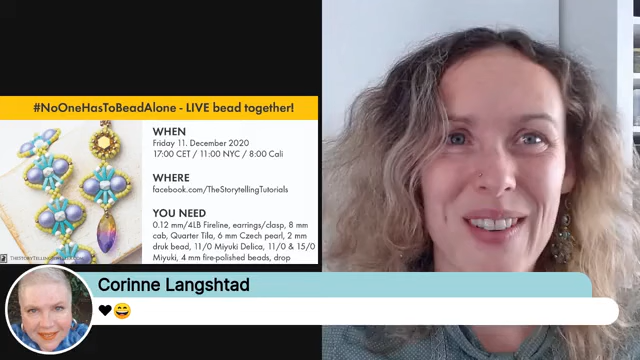 #NoOneHasToBeadAlone - LIVE bead together!
WHEN
Friday 11. December 2020
17:00 CET / 11:00 NYC / 8:00 Cali
WHERE
facebook.com/TheStorytellingTutorials
YOU NEED
0.12 mm/4LB Fireline, earrings/clasp, 8 mm
cab, Quarter Tila, 6 mm Czech pearl, 2 mm
druk bead, 11/0 Miyuki Delica, 11/0 & 15/0
Miyuki, 4 mm fire-polished beads, drop
Corinne Langshtad
❤😄